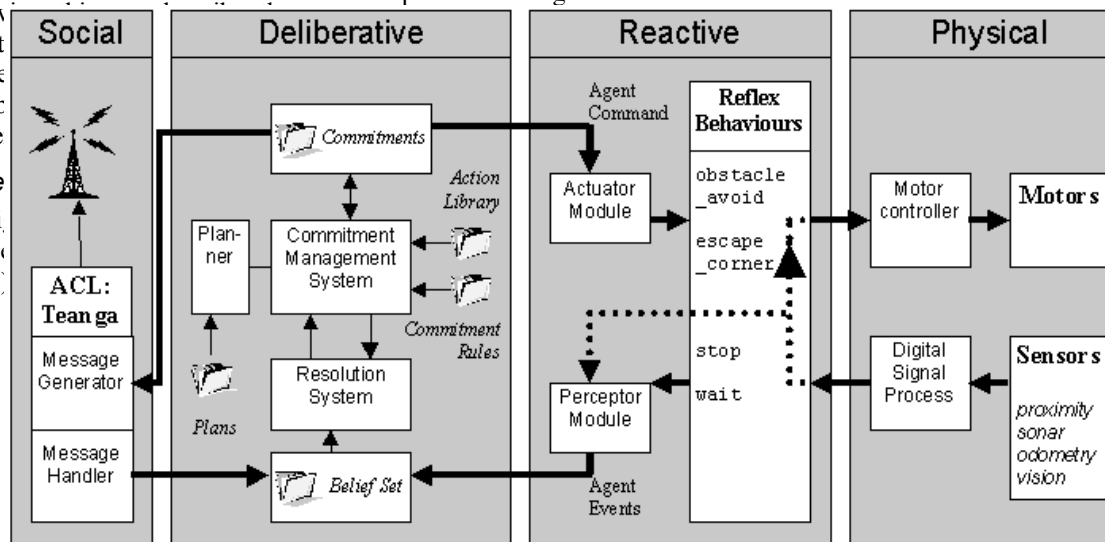 Social
ACL:
Teanga
Message
Generator
Message
Handler
Deliberative
Commitments
Action
Library
Plan-
ner
Commitment
Management
System
Commitment
Rules
Plans
Resolution
System
Belief Set
Reactive
Agent
Command
Actuator
Module
Perceptor
Module
Agent
Events
Reflex
Behaviours
obstacle
_avoid
escape
_corner
stop
wait
Physical
Motor
controller
Motors
Digital
Signal
Process
Sensors
proximity
sonar
odometry
vision